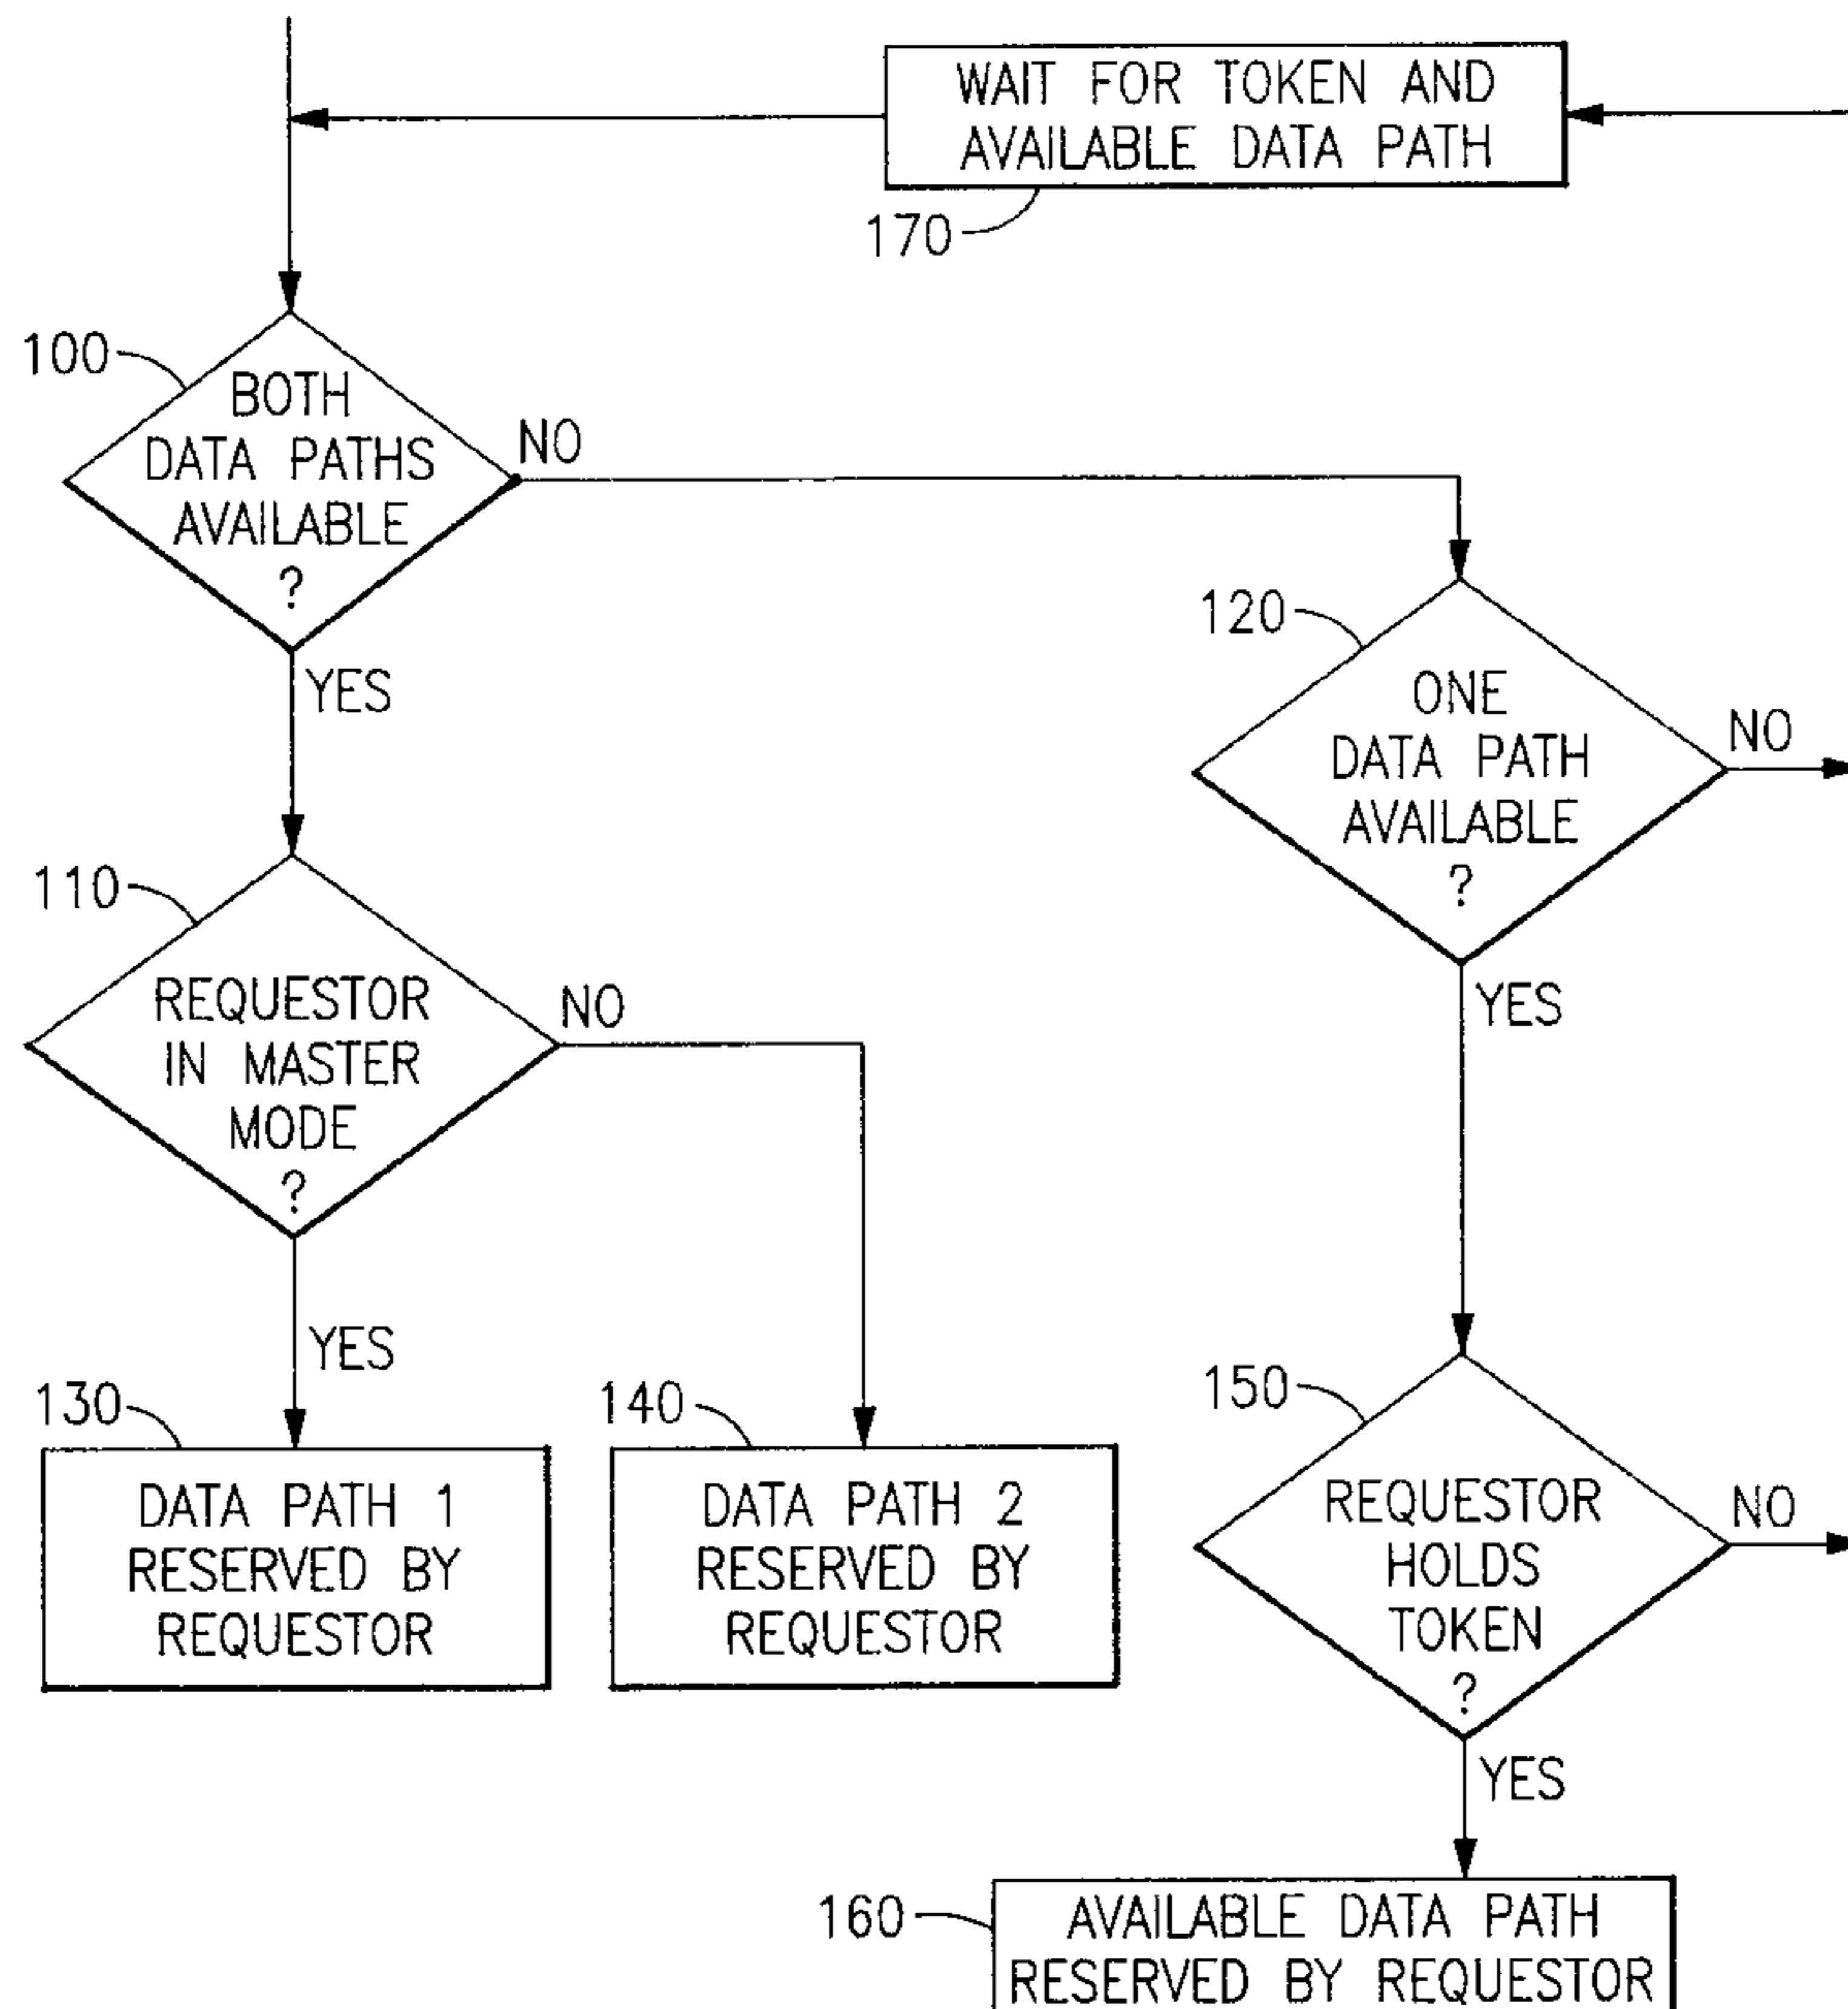 WAIT FOR TOKEN AND
AVAILABLE DATA PATH
170
100
BOTH
DATA PATHS
AVAILABLE
?
NO
YES
120
ONE
DATA PATH
AVAILABLE
?
NO
YES
110
REQUESTOR
IN MASTER
MODE
?
NO
YES
130
DATA PATH 1
RESERVED BY
REQUESTOR
140
DATA PATH 2
RESERVED BY
REQUESTOR
150
REQUESTOR
HOLDS
TOKEN
?
NO
YES
160
AVAILABLE DATA PATH
RESERVED BY REQUESTOR